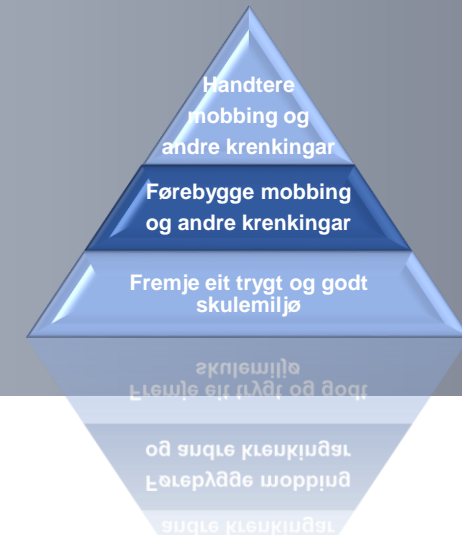 Handtere
mobbing og
andre krenkingar
Førebygge mobbing
og andre krenkingar
Fremje eit trygt og godt
skulemiljø